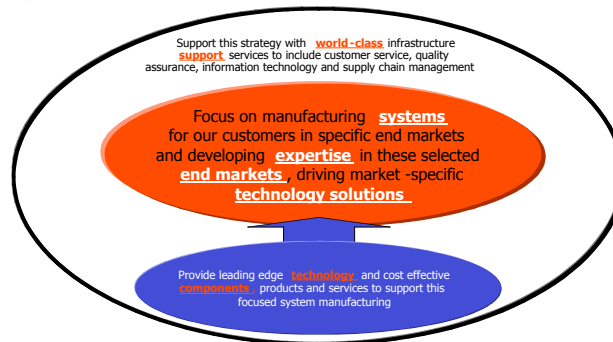 Support this strategy with world-class infrastructure
support services to include customer service, quality
assurance, information technology and supply chain management
Focus on manufacturing systems
for our customers in specific end markets
and developing expertise in these selected
end markets , driving market -specific
technology solutions
Provide leading edge technology and cost effective
components , products and services to support this
focused system manufacturing